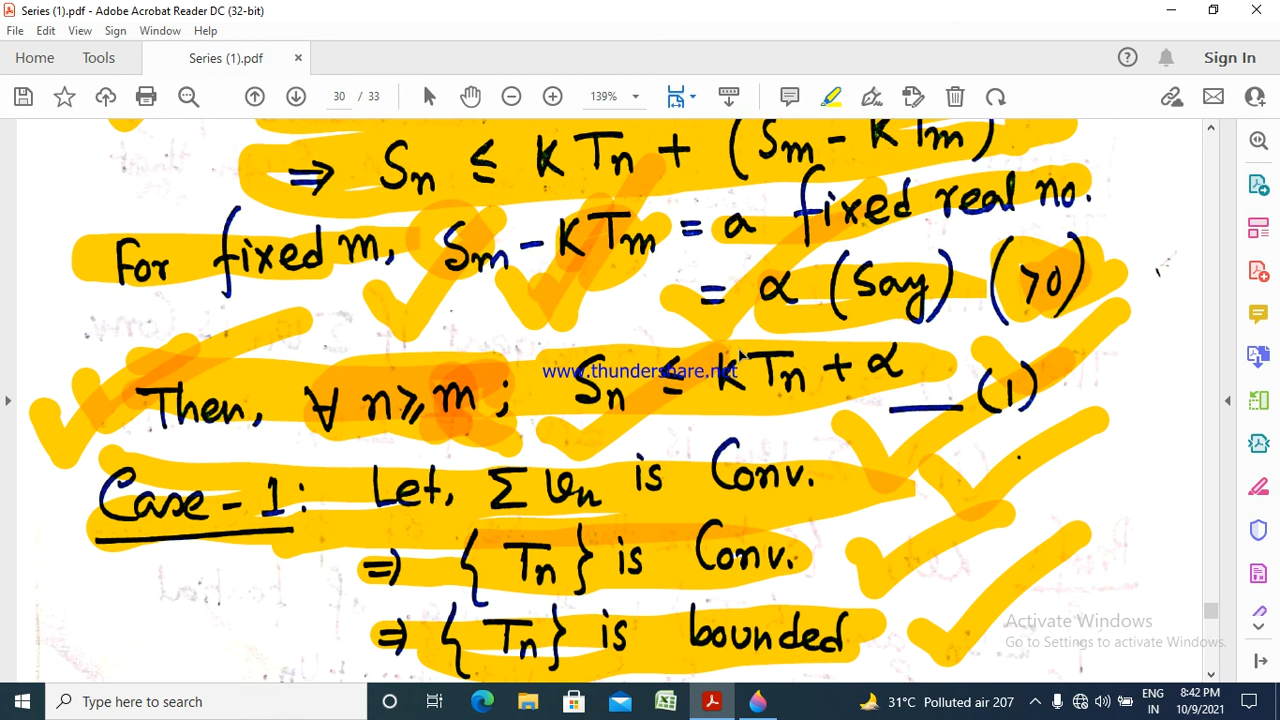 Series (1).pdf - Adobe Acrobat Reader DC (32-bit)
File Edit View Sign Window Help
Home Tools Series (1).pdf × Sign In
30 / 33 139%
⇒ Sn ≤ K Tn + (Sm - K Tm)
For fixed m, Sm - K Tm = a fixed real no.
= α (Say) (>0)
Then, ∀ n ≥ m ; Sn ≤ K Tn + α — (1)
www.thundershare.net
Case - 1 : Let, Σ vn is Conv.
⇒ { Tn } is Conv.
⇒ { Tn } is bounded
Activate Windows
Go to Settings to activate Windows.
Type here to search 31°C Polluted air 207 ENG IN 8:42 PM 10/9/2021